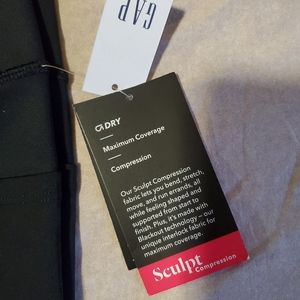 GAP
DRY
Maximum Coverage
Compression
Our Sculpt Compression
fabric lets you bend, stretch,
move, and run errands, all
while feeling shaped and
supported from start to
finish. Plus, it's made with
Blackout technology – our
unique interlock fabric for
maximum coverage.
Sculpt
Compression